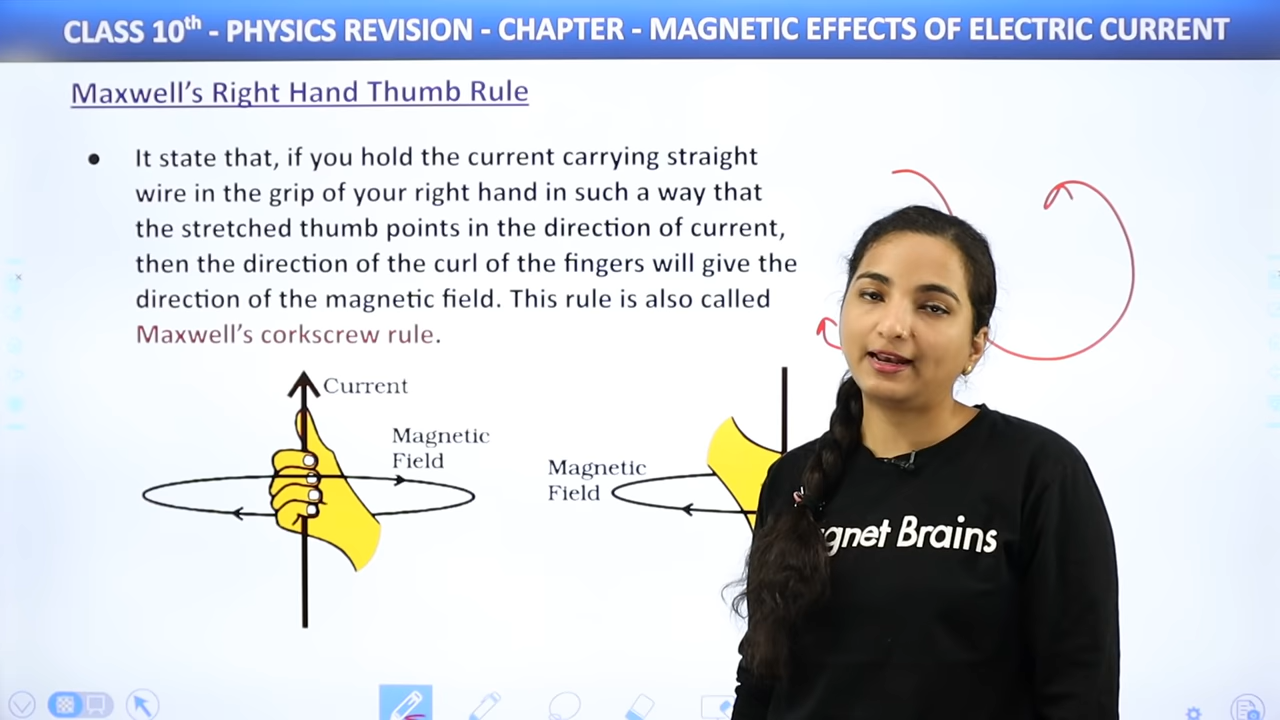 CLASS 10th - PHYSICS REVISION - CHAPTER - MAGNETIC EFFECTS OF ELECTRIC CURRENT
Maxwell's Right Hand Thumb Rule
• It state that, if you hold the current carrying straight
wire in the grip of your right hand in such a way that
the stretched thumb points in the direction of current,
then the direction of the curl of the fingers will give the
direction of the magnetic field. This rule is also called
Maxwell's corkscrew rule.
Current
Magnetic
Field
Magnetic
Field
gnet Brains